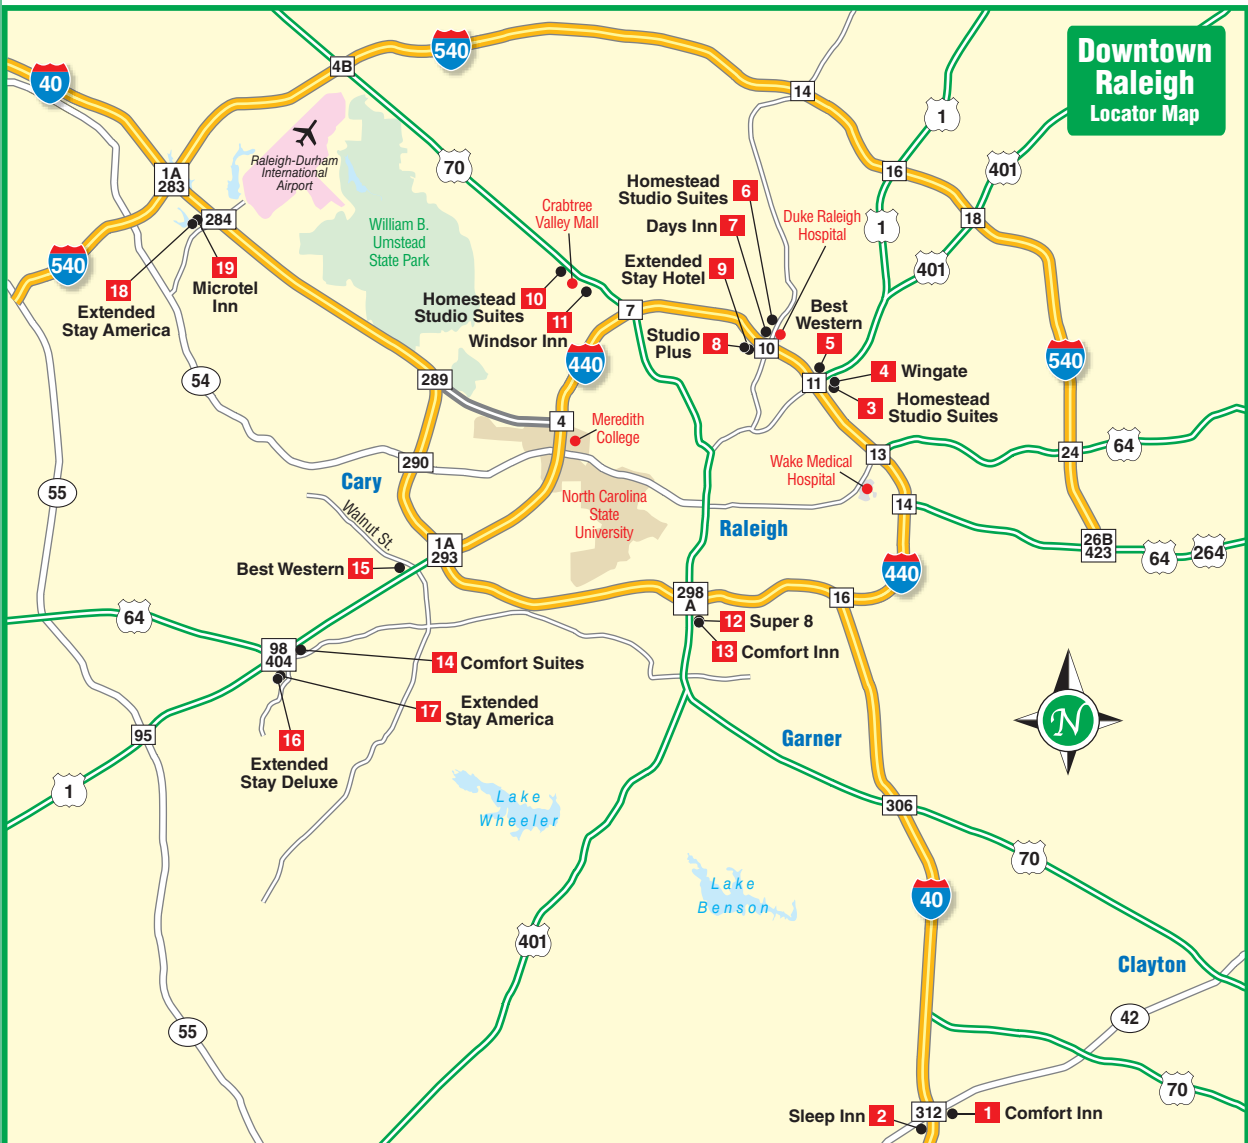 Downtown
Raleigh
Locator Map
540
40
4B
14
1
70
401
16
1A
283
Raleigh-Durham
International
Airport
Homestead
Studio Suites
6
Days Inn
7
Extended
Stay Hotel
9
Duke Raleigh
Hospital
Crabtree
Valley Mall
William B.
Umstead
State Park
284
18
1
401
540
19
Microtel
Inn
18
Extended
Stay America
Homestead
Studio Suites
10
11
Windsor Inn
7
440
Studio
Plus
8
10
Best
Western
5
11
4
Wingate
3
Homestead
Studio Suites
540
54
289
4
Meredith
College
Wake Medical
Hospital
13
24
64
290
Cary
55
Walnut St.
North Carolina
State
University
Raleigh
14
26B
423
64
264
1A
293
Best Western
15
440
298
A
16
64
98
404
14
Comfort Suites
12
Super 8
13
Comfort Inn
17
Extended
Stay America
16
Extended
Stay Deluxe
95
1
Garner
N
Lake
Wheeler
306
70
Lake
Benson
40
401
Clayton
42
55
70
Sleep Inn
2
312
1
Comfort Inn